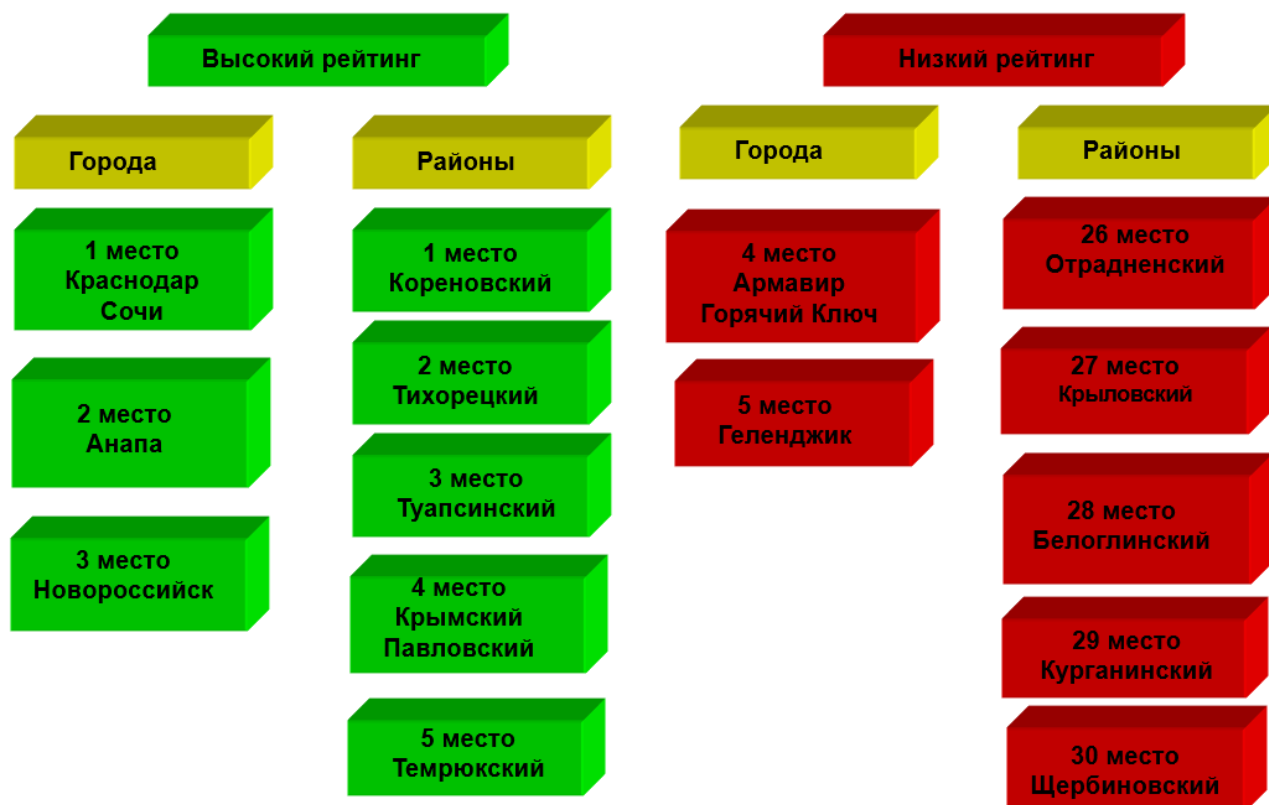 Высокий рейтинг
Города
1 место
Краснодар
Сочи
2 место
Анапа
3 место
Новороссийск
Районы
1 место
Кореновский
2 место
Тихорецкий
3 место
Туапсинский
4 место
Крымский
Павловский
5 место
Темрюкский
Низкий рейтинг
Города
4 место
Армавир
Горячий Ключ
5 место
Геленджик
Районы
26 место
Отрадненский
27 место
Крыловский
28 место
Белоглинский
29 место
Курганинский
30 место
Щербиновский